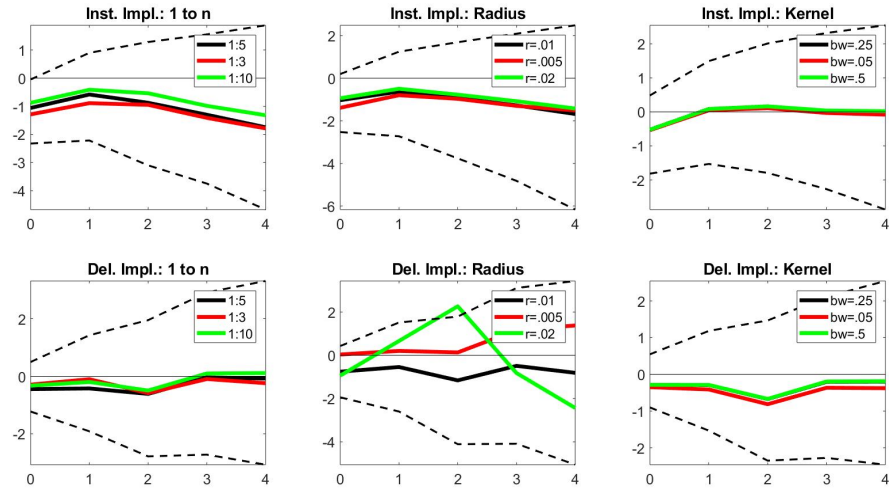 Inst. Impl.: 1 to n
1
0
-1
-2
-3
-4
0 1 2 3 4
1:5
1:3
1:10
Inst. Impl.: Radius
2
0
-2
-4
-6
0 1 2 3 4
r=.01
r=.005
r=.02
Inst. Impl.: Kernel
2
1
0
-1
-2
0 1 2 3 4
bw=.25
bw=.05
bw=.5
Del. Impl.: 1 to n
2
0
-2
0 1 2 3 4
1:5
1:3
1:10
Del. Impl.: Radius
2
0
-2
-4
0 1 2 3 4
r=.01
r=.005
r=.02
Del. Impl.: Kernel
2
1
0
-1
-2
0 1 2 3 4
bw=.25
bw=.05
bw=.5